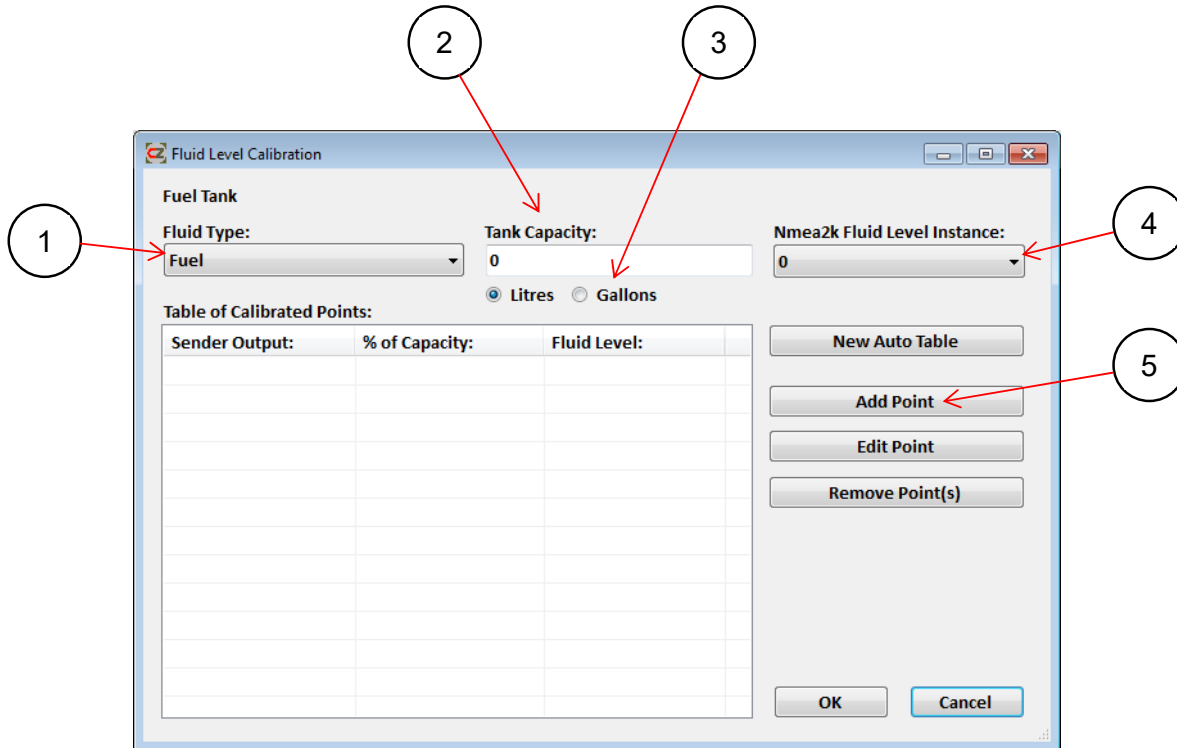 2
3
Fluid Level Calibration
Fuel Tank
1
Fluid Type:
Tank Capacity:
Nmea2k Fluid Level Instance:
4
Fuel
0
0
Litres
Gallons
Table of Calibrated Points:
Sender Output:
% of Capacity:
Fluid Level:
New Auto Table
5
Add Point
Edit Point
Remove Point(s)
OK
Cancel